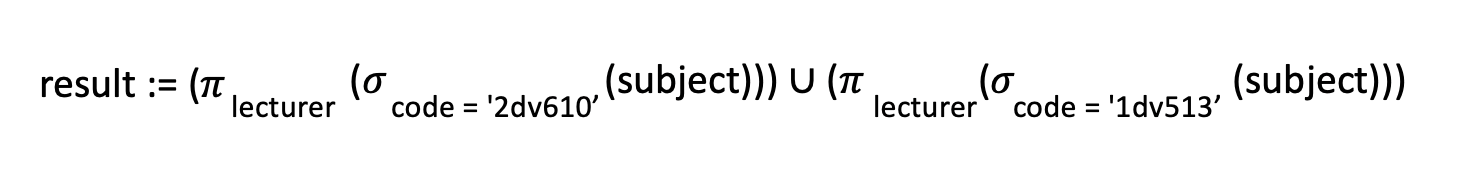 result := (𝜋 lecturer (𝜎 code = '2dv610’ (subject))) ∪ (𝜋 lecturer (𝜎 code = '1dv513’ (subject)))